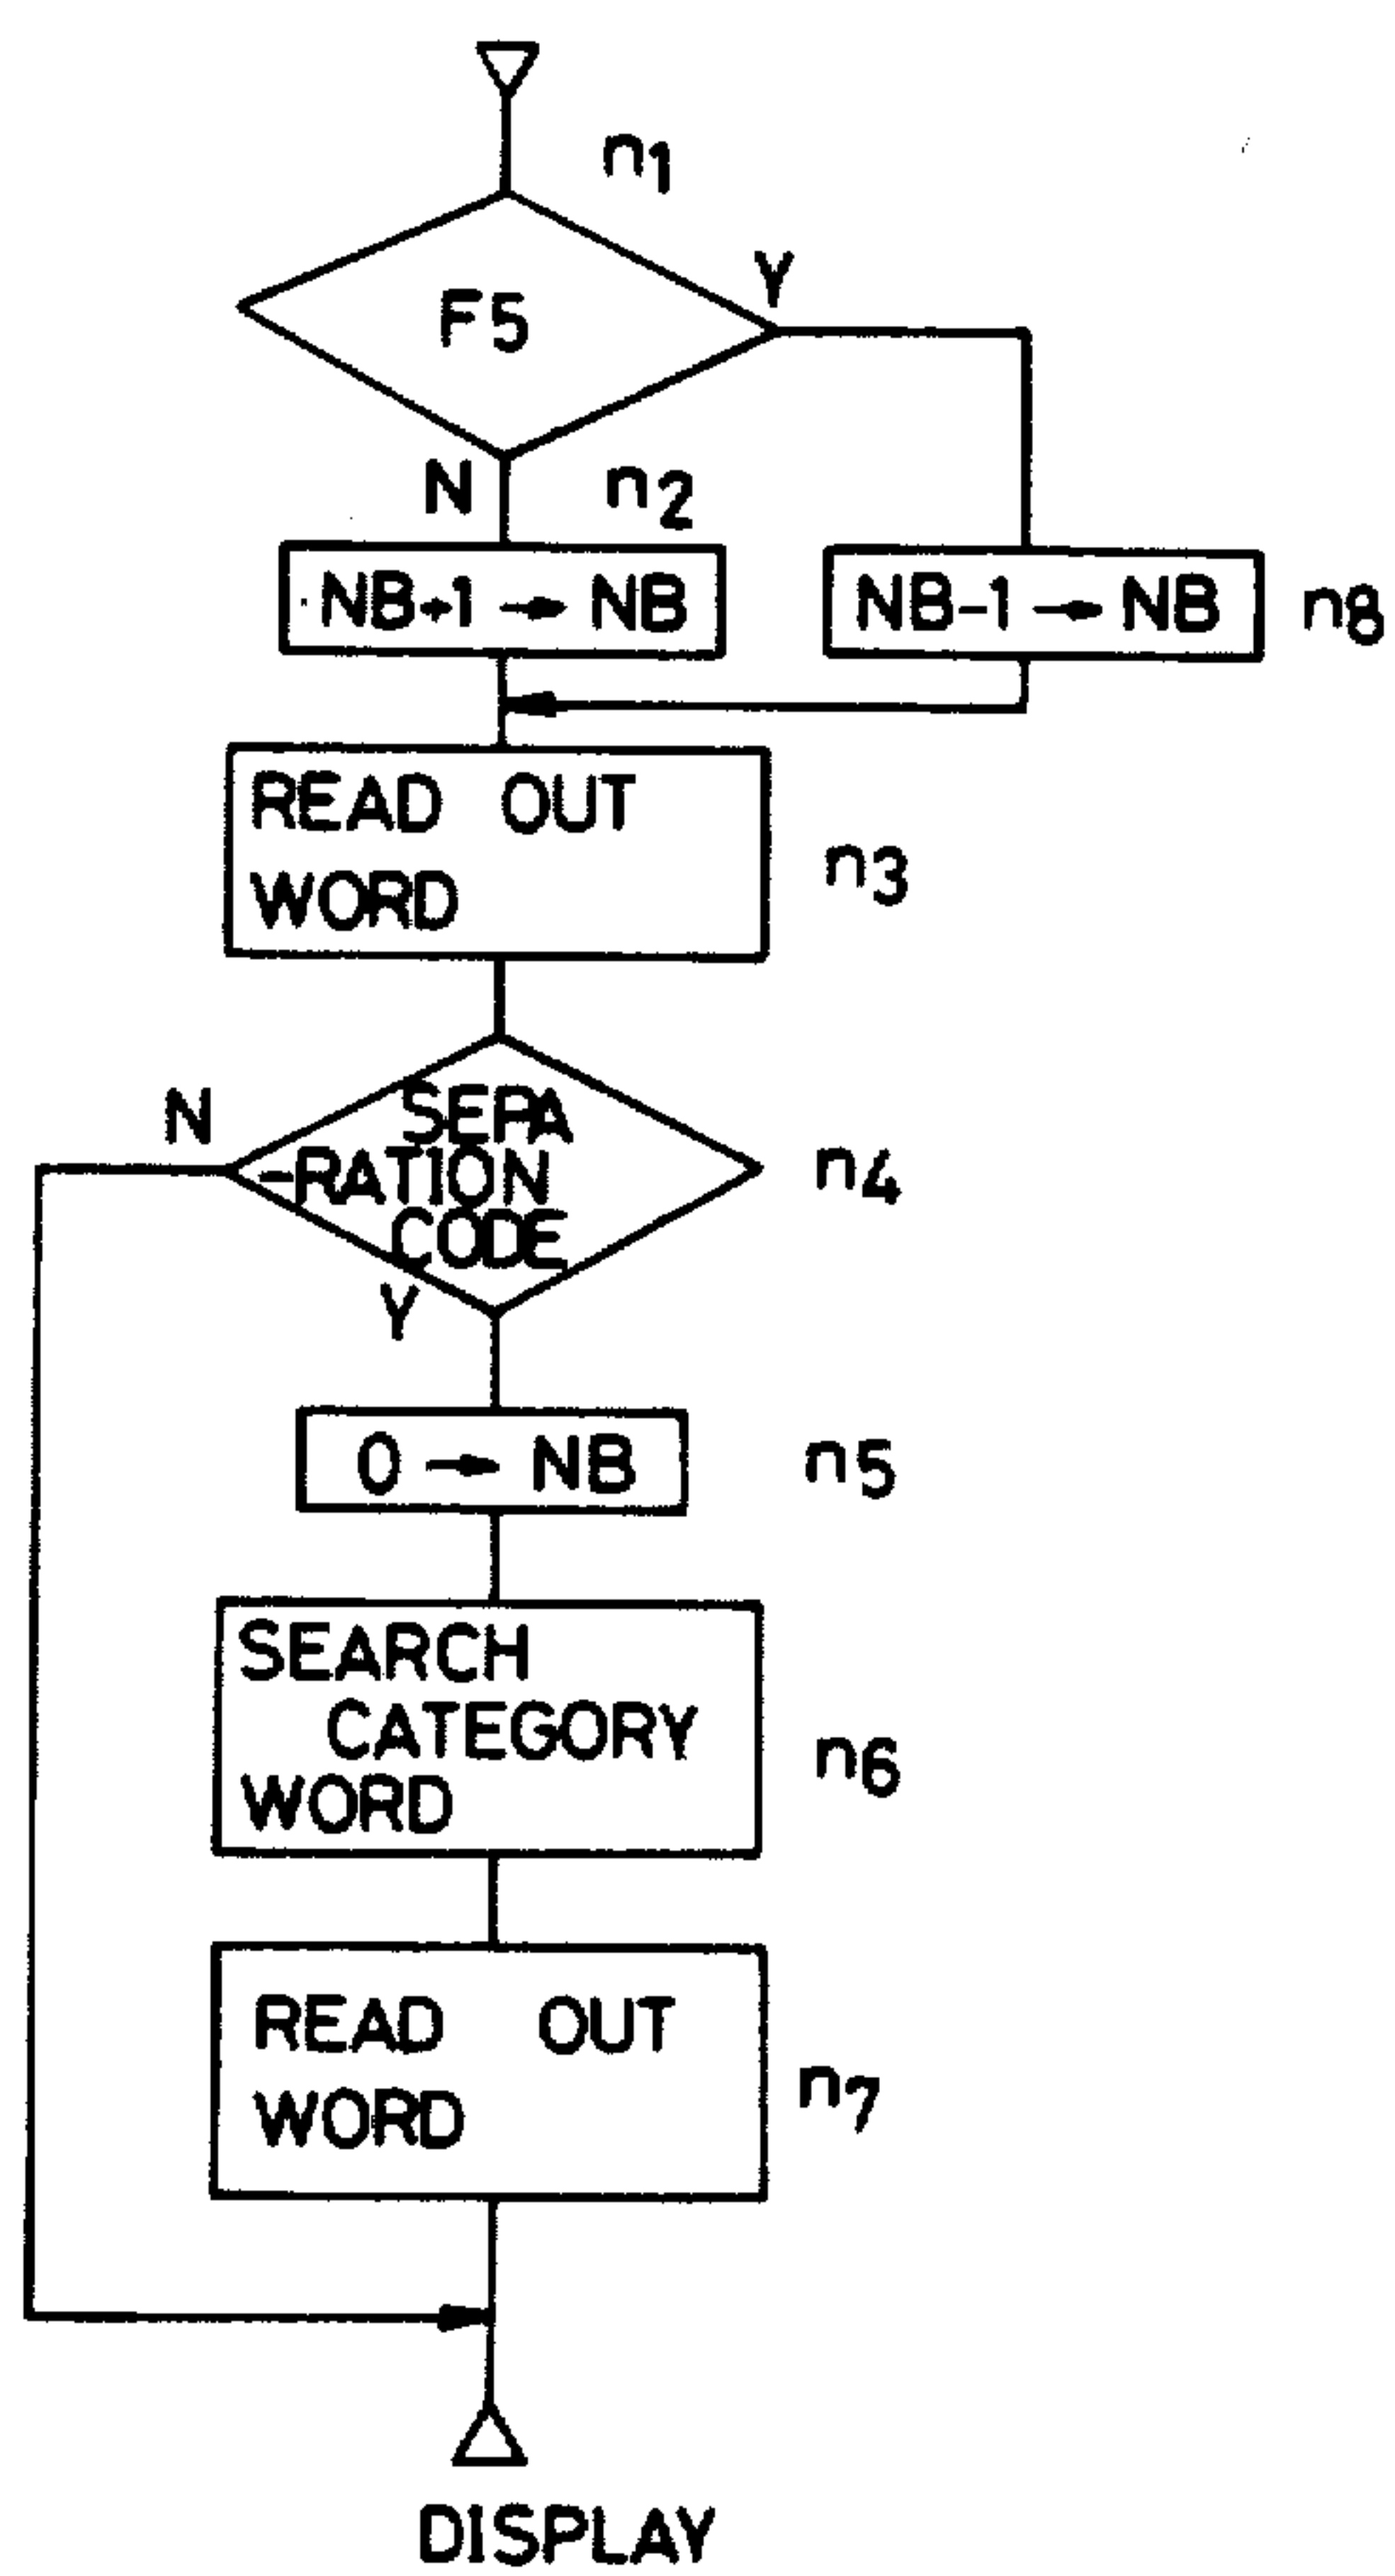 n1
F5
Y
N
n2
NB+1 → NB
NB-1 → NB
n8
READ OUT
WORD
n3
N
SEPA
-RATION
CODE
n4
Y
0 → NB
n5
SEARCH
CATEGORY
WORD
n6
READ OUT
WORD
n7
DISPLAY